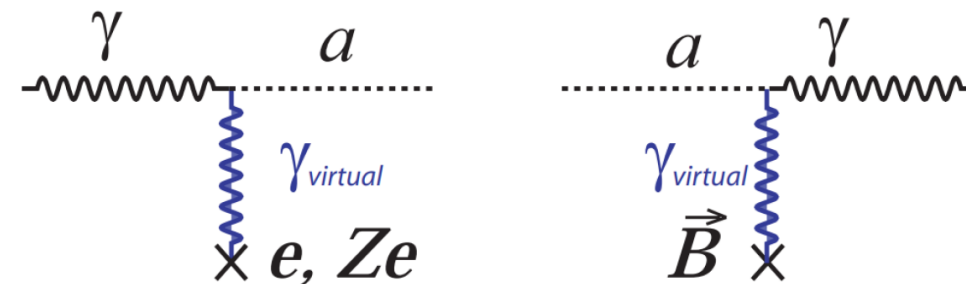 γ a a γ
γvirtual γvirtual
e, Ze B⃗